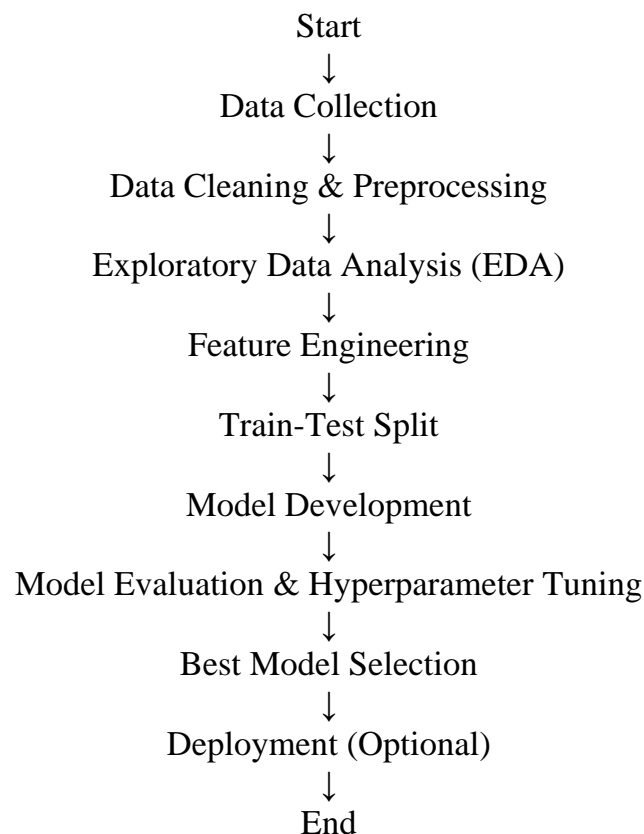 Start
↓
Data Collection
↓
Data Cleaning & Preprocessing
↓
Exploratory Data Analysis (EDA)
↓
Feature Engineering
↓
Train-Test Split
↓
Model Development
↓
Model Evaluation & Hyperparameter Tuning
↓
Best Model Selection
↓
Deployment (Optional)
↓
End